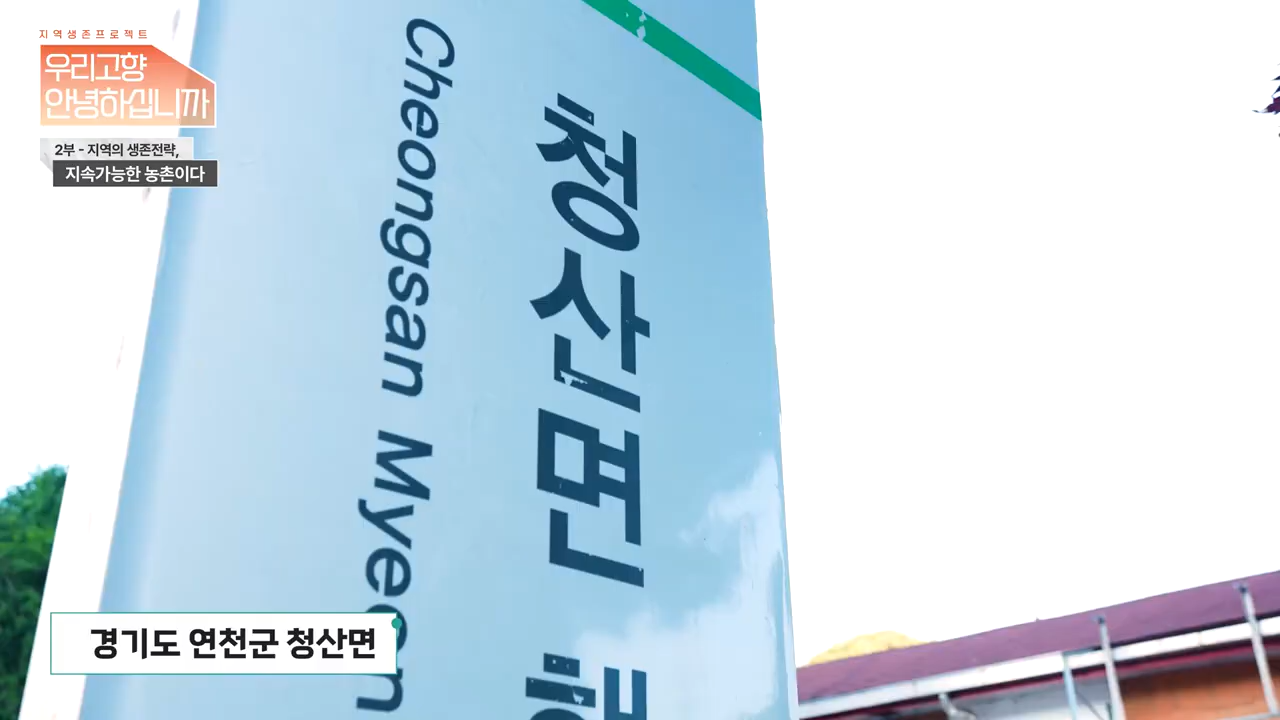 지역생존프로젝트
우리고향
안녕하십니까
2부 - 지역의 생존전략,
지속가능한 농촌이다
Cheongsan Myeon
청산면
경기도 연천군 청산면